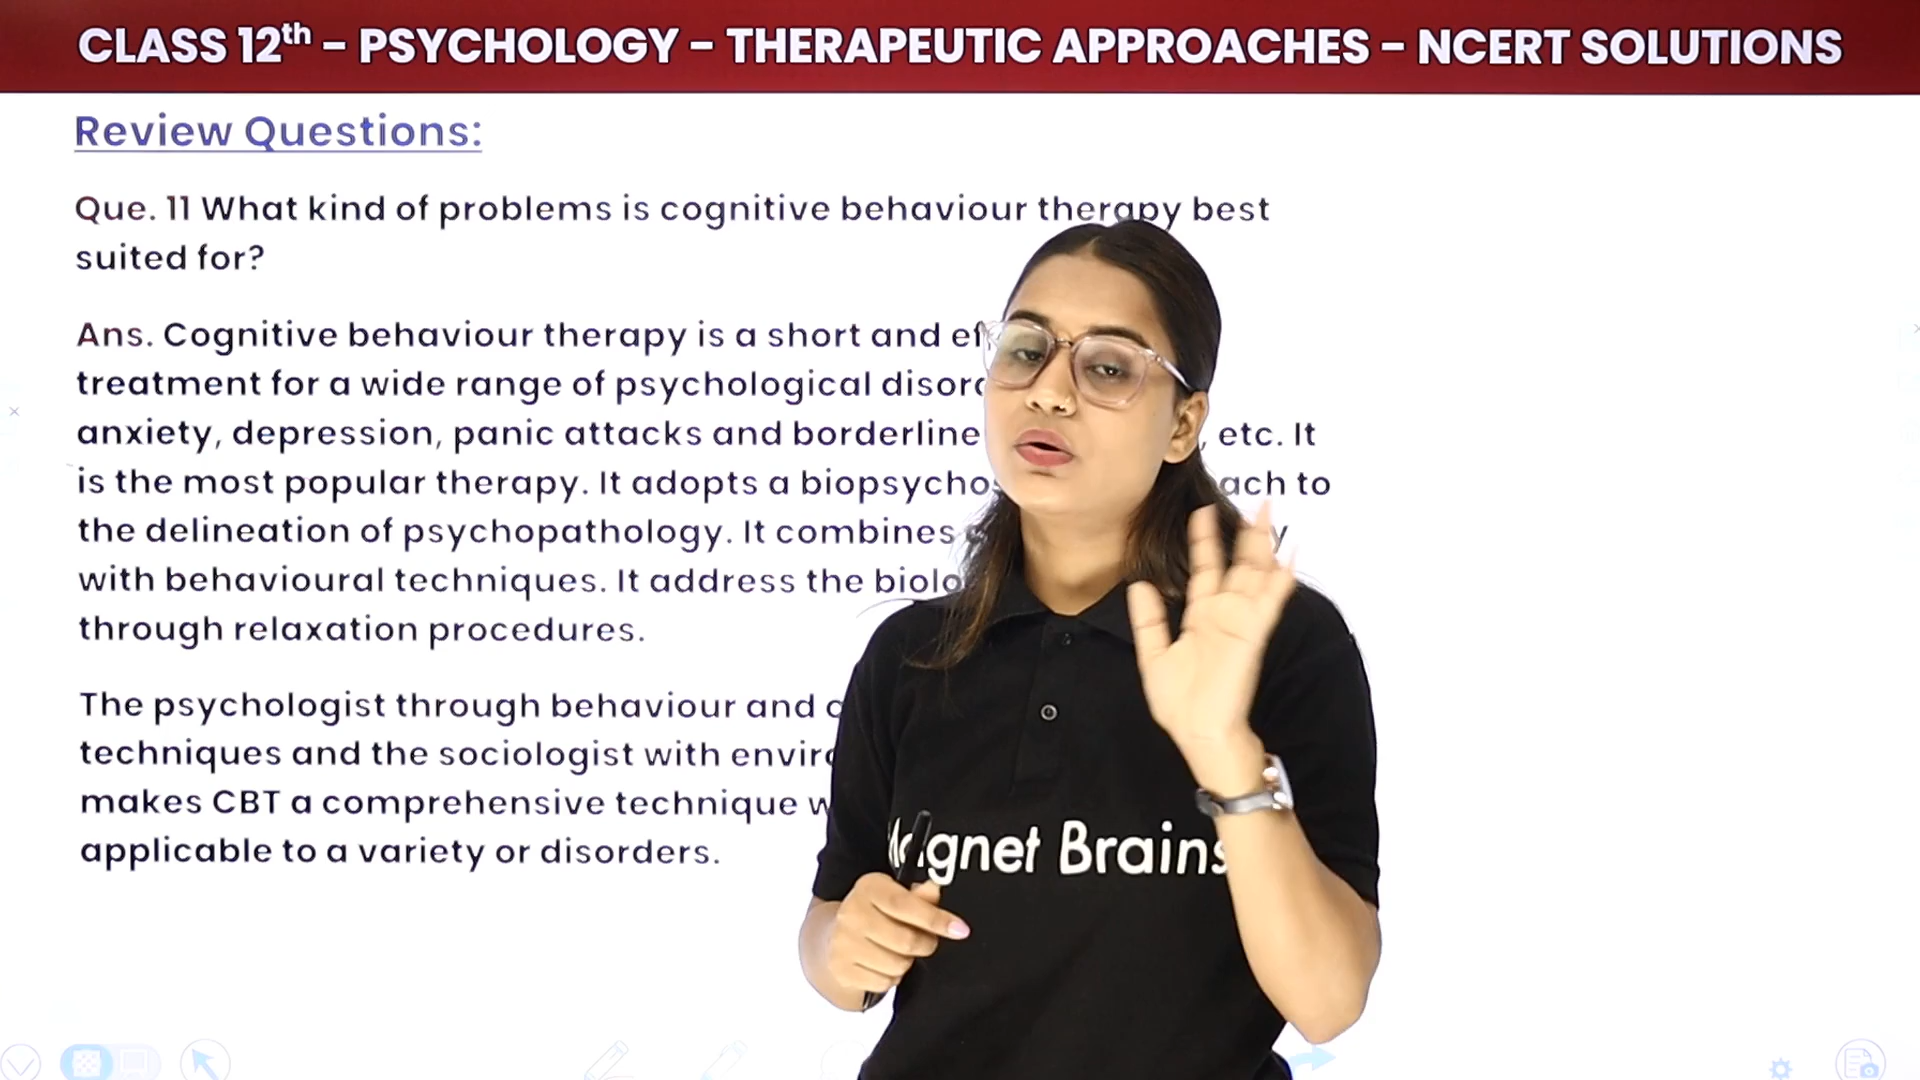 CLASS 12th – PSYCHOLOGY – THERAPEUTIC APPROACHES – NCERT SOLUTIONS
Review Questions:
Que. 11 What kind of problems is cognitive behaviour therapy best
suited for?
Ans. Cognitive behaviour therapy is a short and
treatment for a wide range of psychological
anxiety, depression, panic attacks and borderline , etc. It
is the most popular therapy. It adopts a to
the delineation of psychopathology. It combines
with behavioural techniques. It address the
through relaxation procedures.
The psychologist through behaviour and
techniques and the sociologist with
makes CBT a comprehensive technique
applicable to a variety or disorders.
Magnet Brains